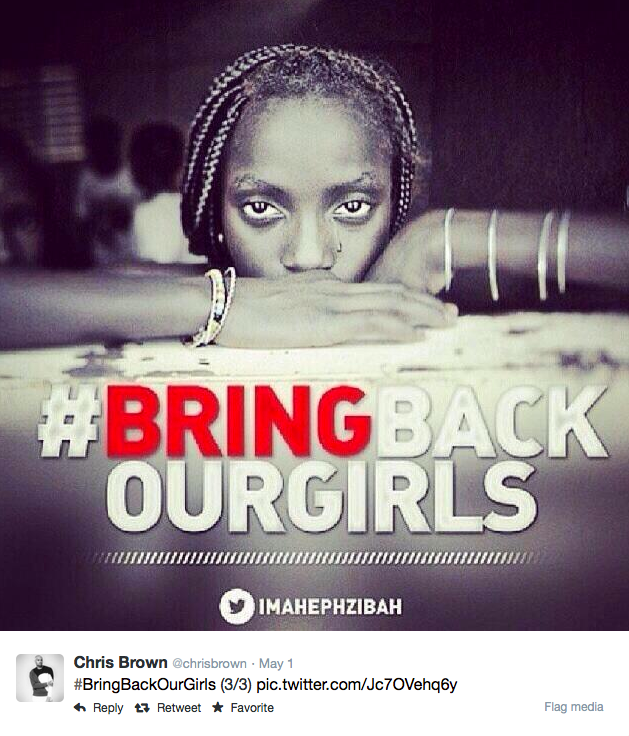 #BRINGBACK
OURGIRLS
IMAHEPHZIBAH
Chris Brown @chrisbrown · May 1
#BringBackOurGirls (3/3) pic.twitter.com/Jc7OVehq6y
Reply Retweet Favorite Flag media